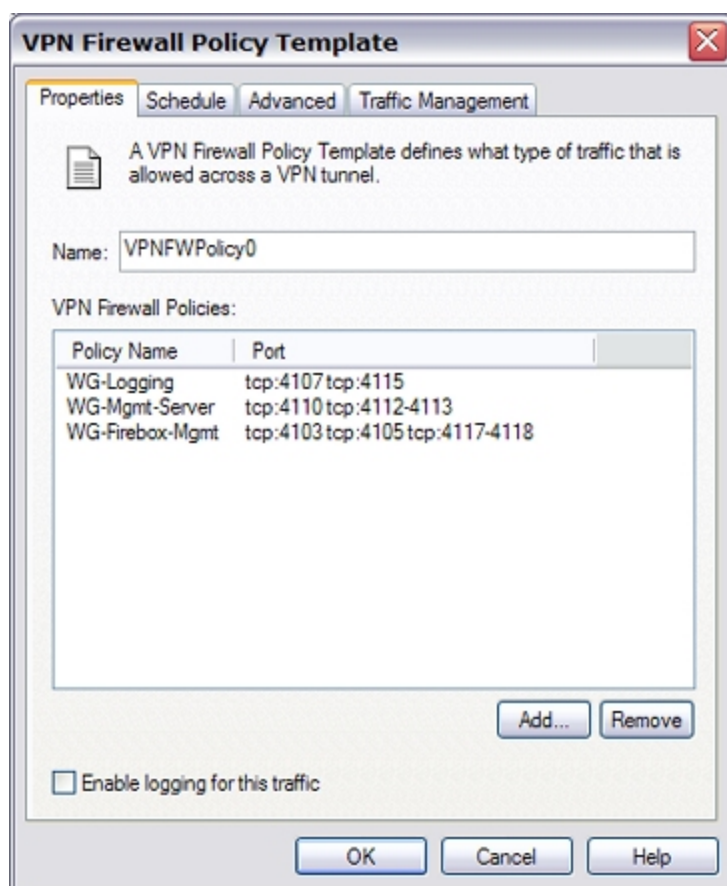 VPN Firewall Policy Template
Properties Schedule Advanced Traffic Management
A VPN Firewall Policy Template defines what type of traffic that is
allowed across a VPN tunnel.
Name: VPNFWPolicy0
VPN Firewall Policies:
Policy Name Port
WG-Logging tcp:4107 tcp:4115
WG-Mgmt-Server tcp:4110 tcp:4112-4113
WG-Firebox-Mgmt tcp:4103 tcp:4105 tcp:4117-4118
Add... Remove
Enable logging for this traffic
OK Cancel Help